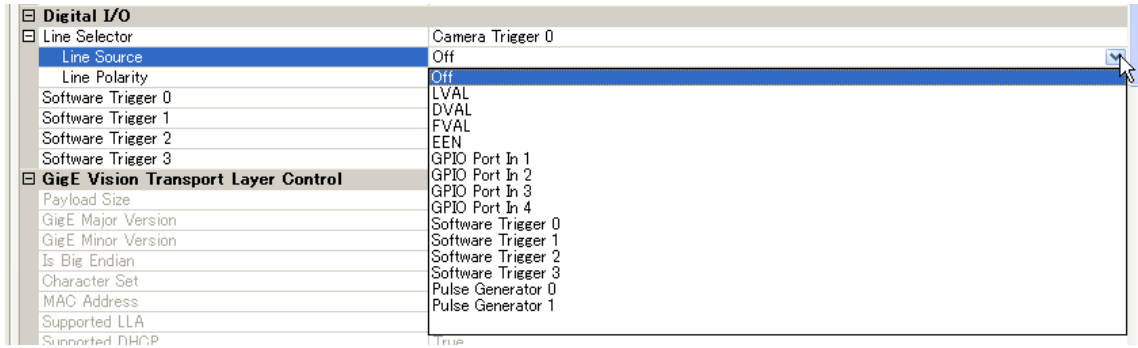 Digital I/O
Line Selector Camera Trigger 0
Line Source Off
Line Polarity Off
LVAL
Software Trigger 0 DVAL
Software Trigger 1 FVAL
Software Trigger 2 EEN
Software Trigger 3 GPIO Port In 1
GigE Vision Transport Layer Control GPIO Port In 2
Payload Size GPIO Port In 3
GPIO Port In 4
GigE Major Version Software Trigger 0
GigE Minor Version Software Trigger 1
Is Big Endian Software Trigger 2
Character Set Software Trigger 3
Pulse Generator 0
MAC Address Pulse Generator 1
Supported LLA
Supported DHCP True